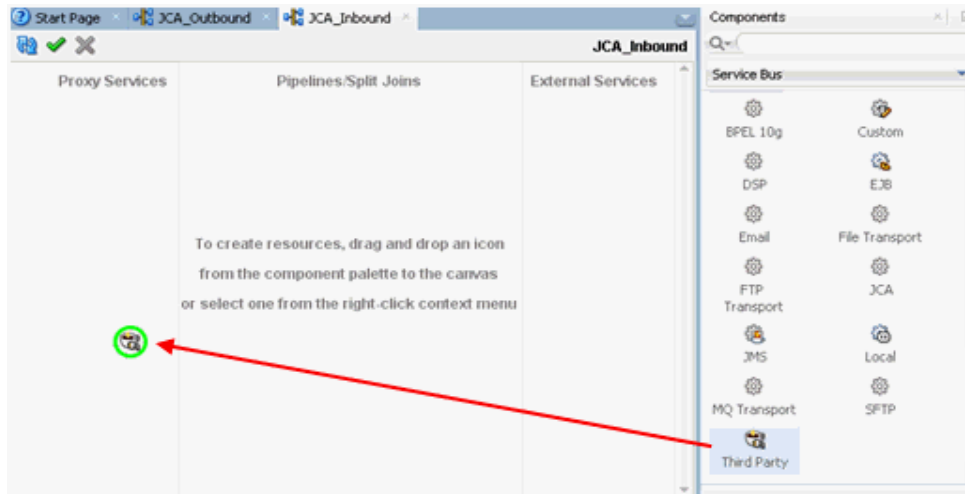 Start Page
JCA_Outbound
JCA_Inbound
Components
JCA_Inbound
Proxy Services
Pipelines/Split Joins
External Services
To create resources, drag and drop an icon
from the component palette to the canvas
or select one from the right-click context menu
Service Bus
BPEL 10g
Custom
DSP
EJB
Email
File Transport
FTP
Transport
JCA
JMS
Local
MQ Transport
SFTP
Third Party